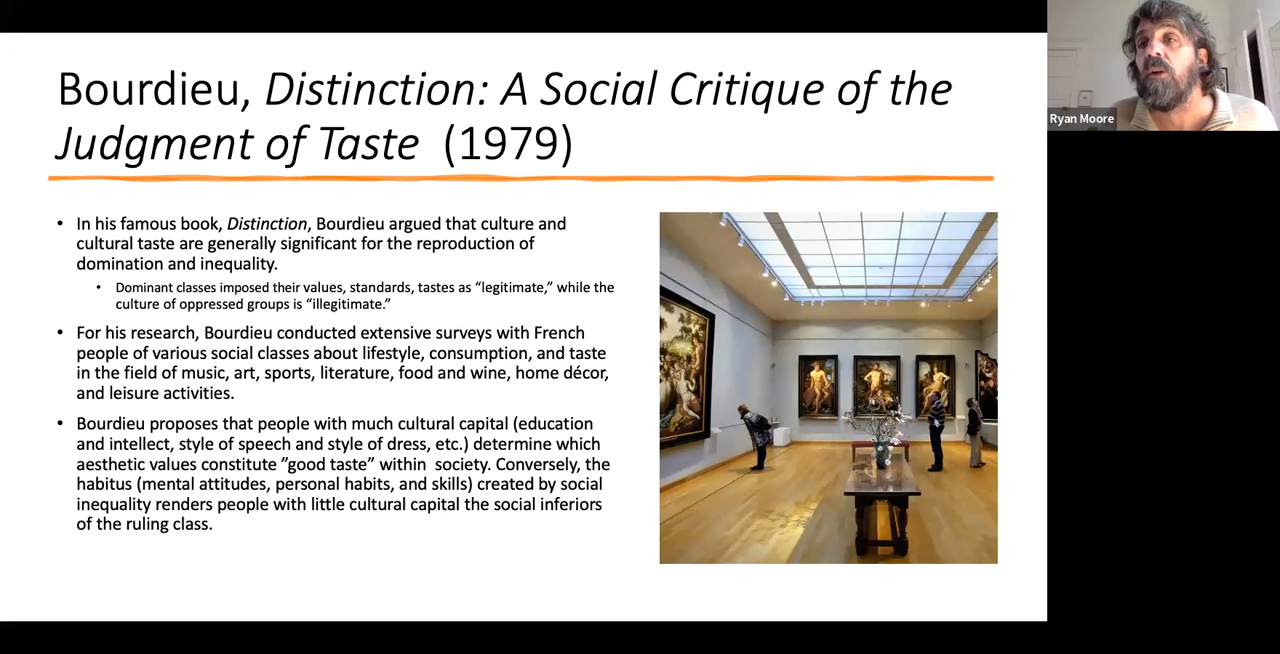 Bourdieu, Distinction: A Social Critique of the
Judgment of Taste (1979)
• In his famous book, Distinction, Bourdieu argued that culture and
cultural taste are generally significant for the reproduction of
domination and inequality.
• Dominant classes imposed their values, standards, tastes as “legitimate,” while the
culture of oppressed groups is “illegitimate.”
• For his research, Bourdieu conducted extensive surveys with French
people of various social classes about lifestyle, consumption, and taste
in the field of music, art, sports, literature, food and wine, home décor,
and leisure activities.
• Bourdieu proposes that people with much cultural capital (education
and intellect, style of speech and style of dress, etc.) determine which
aesthetic values constitute ”good taste” within society. Conversely, the
habitus (mental attitudes, personal habits, and skills) created by social
inequality renders people with little cultural capital the social inferiors
of the ruling class.
Ryan Moore